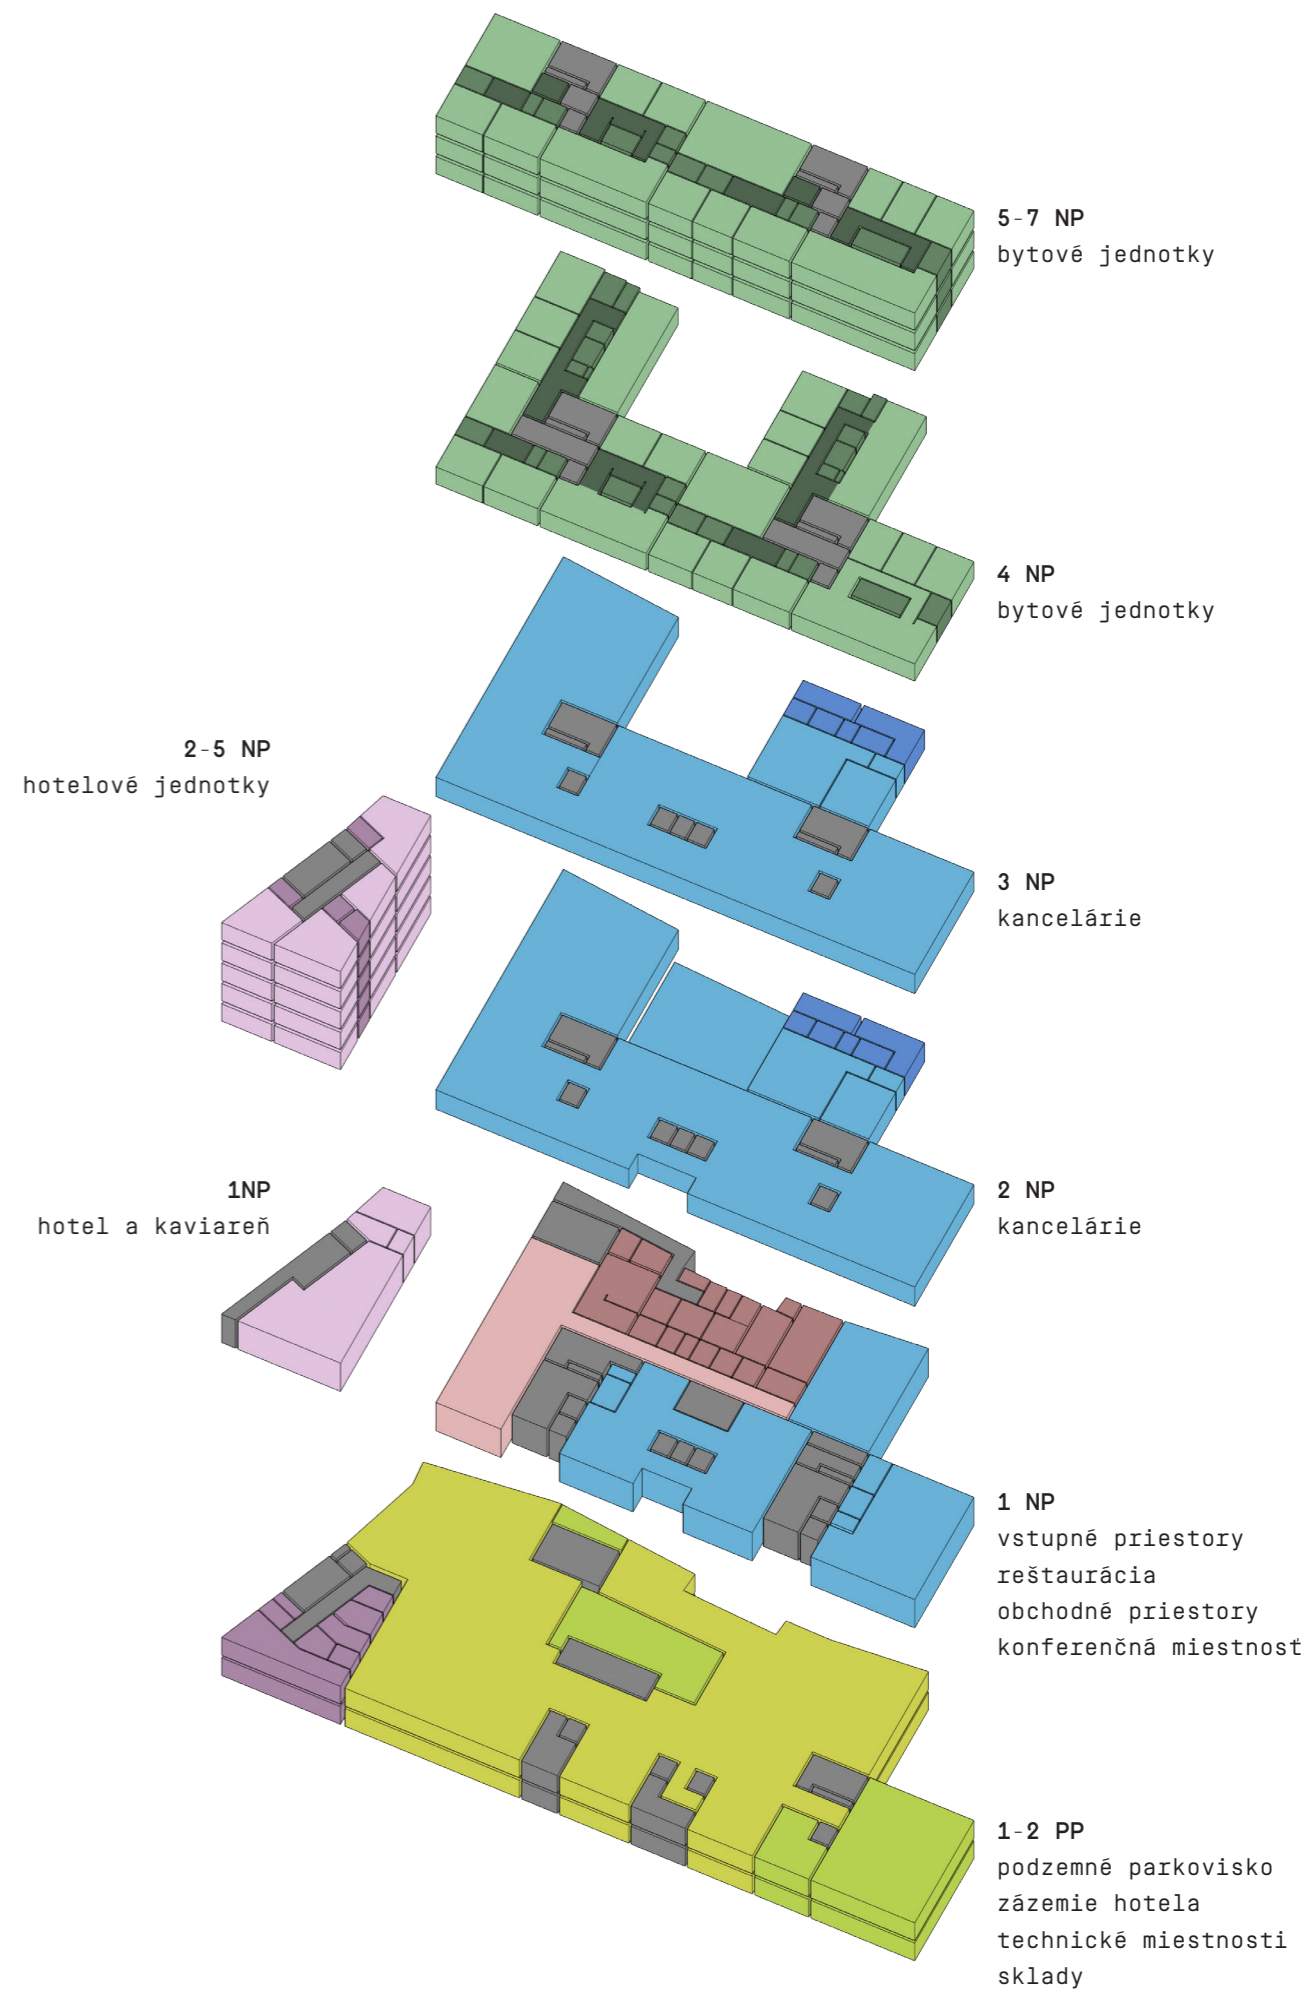 5-7 NP
bytové jednotky
4 NP
bytové jednotky
2-5 NP
hotelové jednotky
3 NP
kancelárie
1NP
hotel a kaviareň
2 NP
kancelárie
1 NP
vstupné priestory
reštaurácia
obchodné priestory
konferenčná miestnosť
1-2 PP
podzemné parkovisko
zázemie hotela
technické miestnosti
sklady